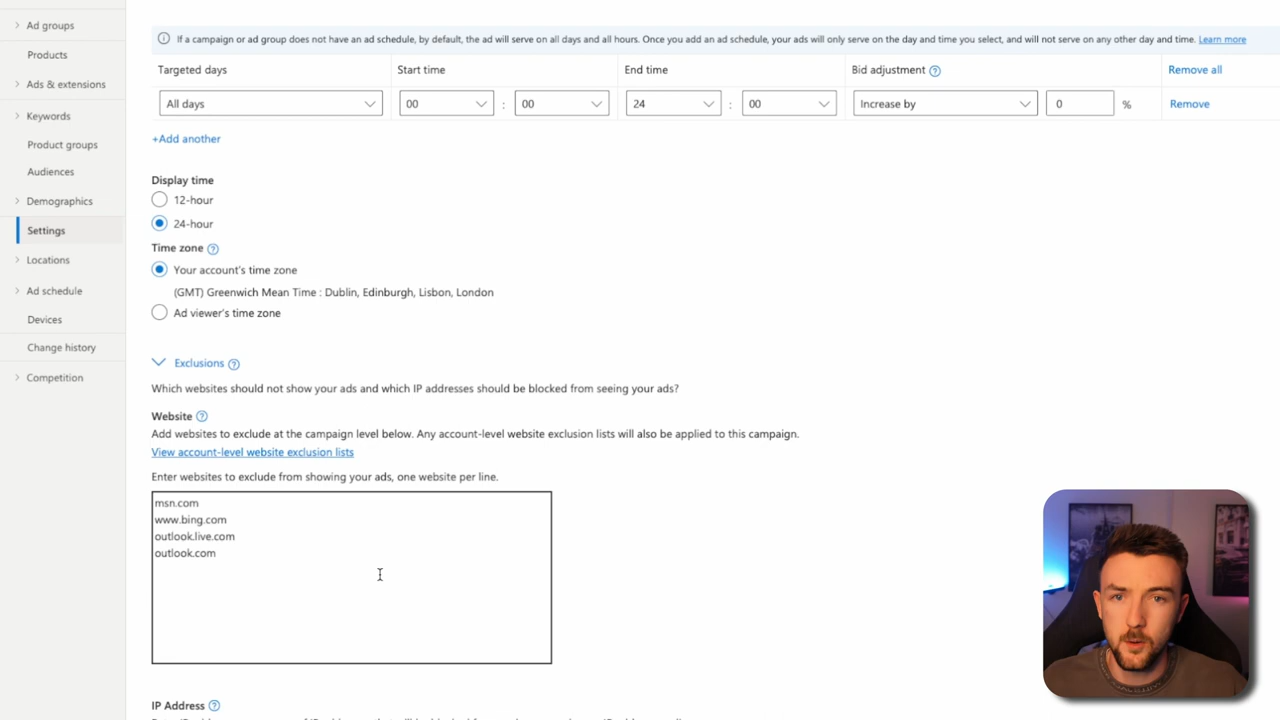 Ad groups
Products
Ads & extensions
Keywords
Product groups
Audiences
Demographics
Settings
Locations
Ad schedule
Devices
Change history
Competition
If a campaign or ad group does not have an ad schedule, by default, the ad will serve on all days and all hours. Once you add an ad schedule, your ads will only serve on the day and time you select, and will not serve on any other day and time. Learn more
Targeted days Start time End time Bid adjustment Remove all
All days 00 : 00 24 : 00 Increase by 0 % Remove
+Add another
Display time
12-hour
24-hour
Time zone
Your account's time zone
(GMT) Greenwich Mean Time : Dublin, Edinburgh, Lisbon, London
Ad viewer's time zone
Exclusions
Which websites should not show your ads and which IP addresses should be blocked from seeing your ads?
Website
Add websites to exclude at the campaign level below. Any account-level website exclusion lists will also be applied to this campaign.
View account-level website exclusion lists
Enter websites to exclude from showing your ads, one website per line.
msn.com
www.bing.com
outlook.live.com
outlook.com
IP Address